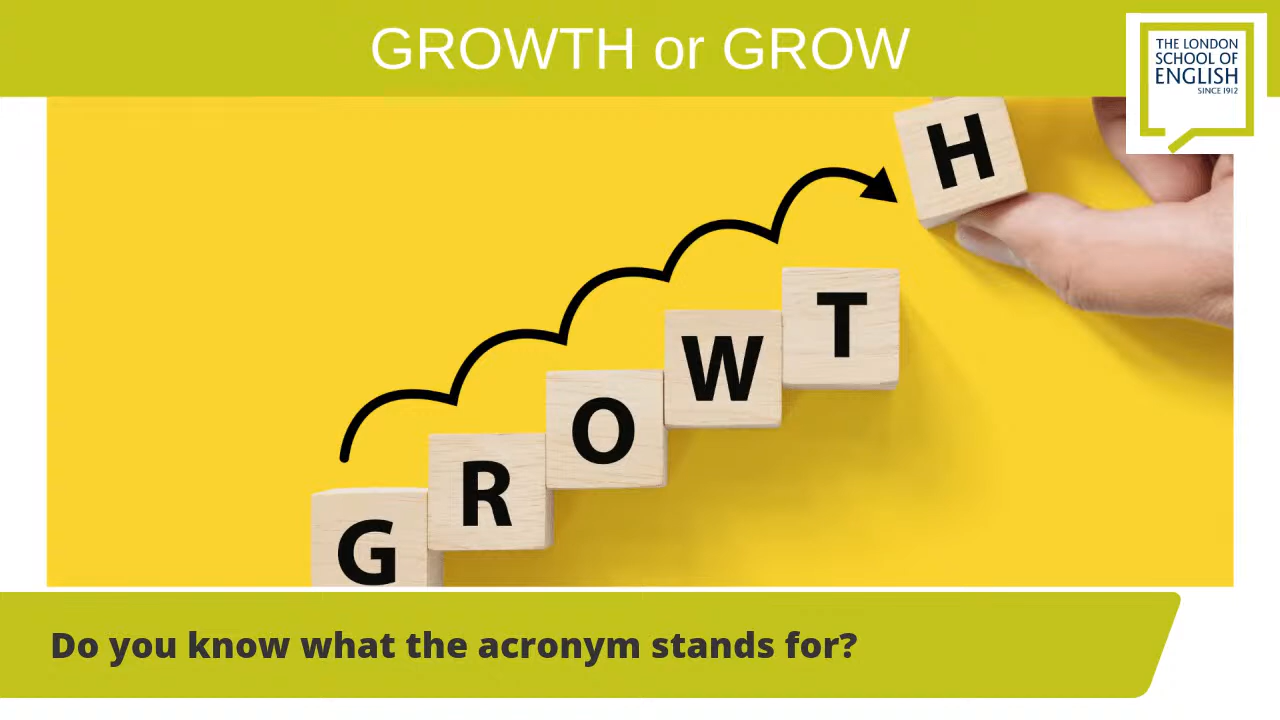 GROWTH or GROW
THE LONDON
SCHOOL OF
ENGLISH
SINCE 1912
H
T
W
O
R
G
Do you know what the acronym stands for?